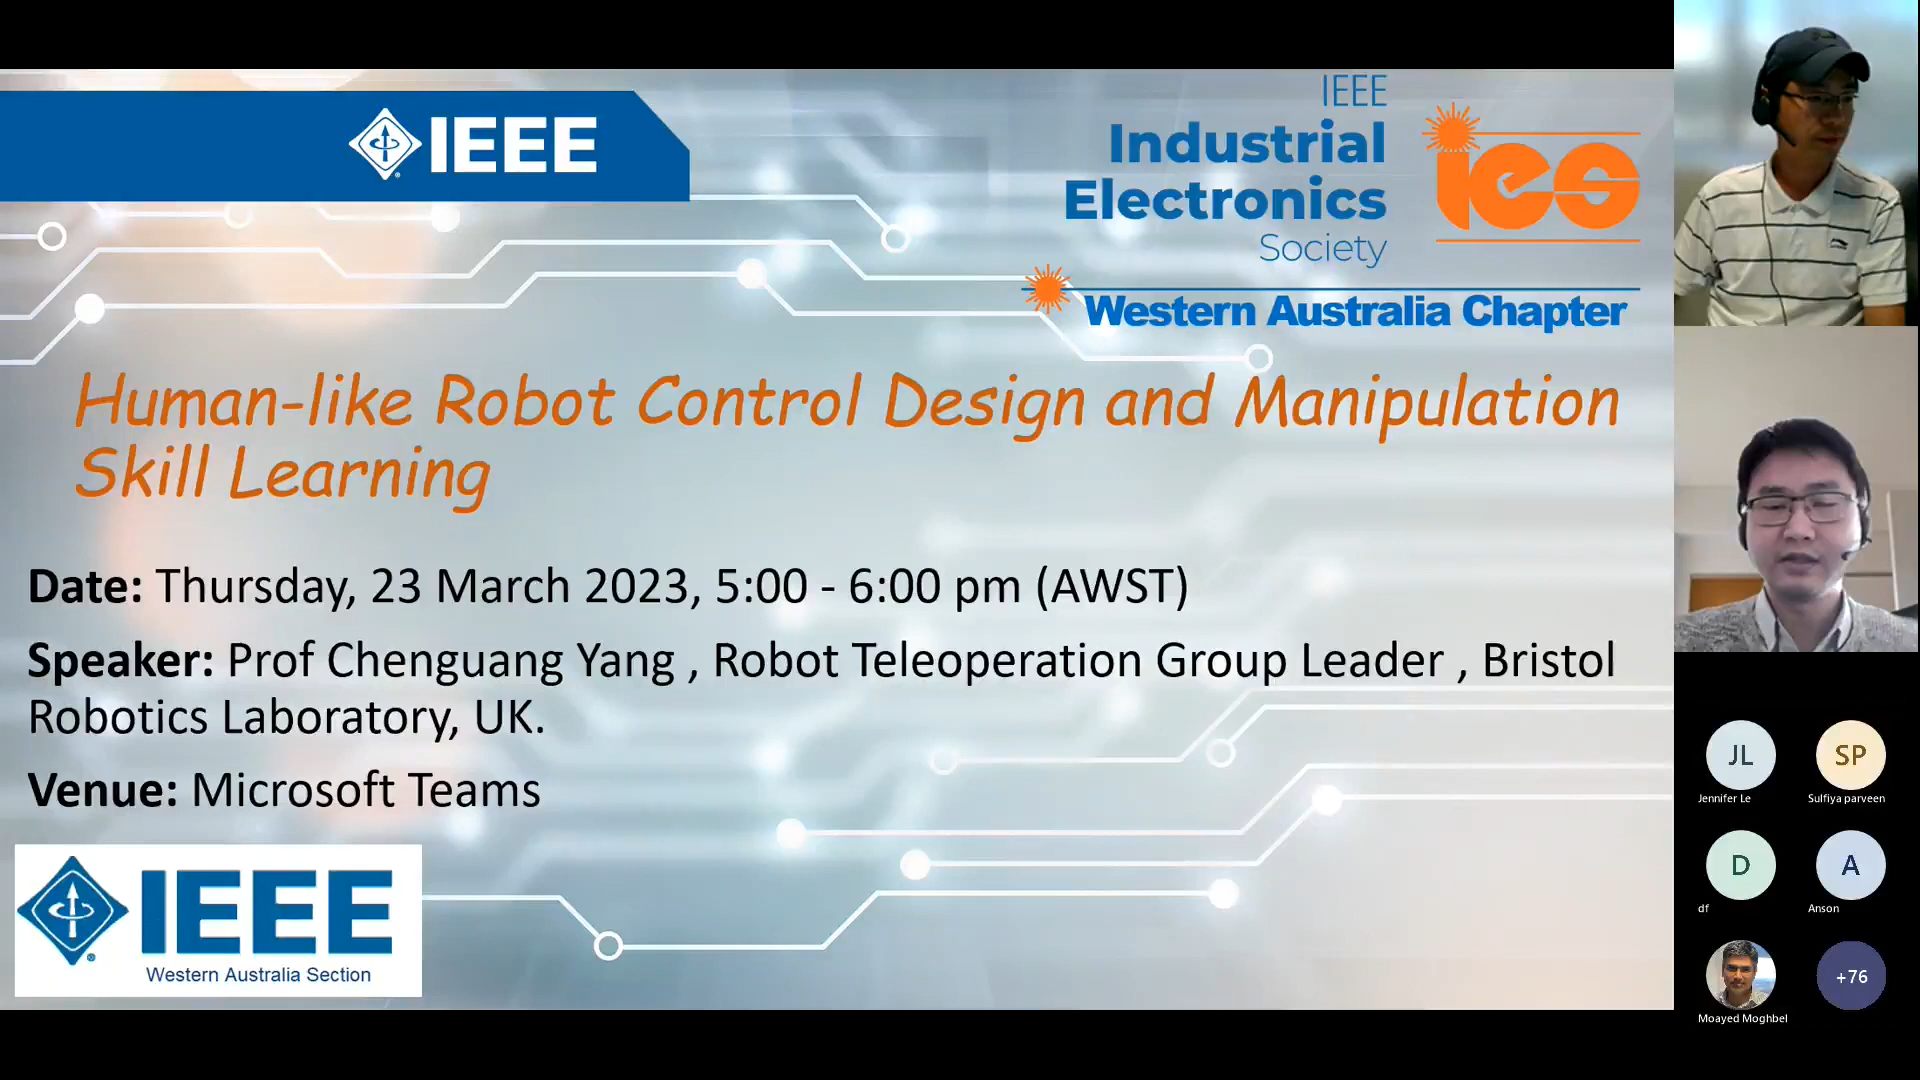 IEEE
IEEE
Industrial
Electronics
Society
ies
Western Australia Chapter
Human-like Robot Control Design and Manipulation
Skill Learning
Date: Thursday, 23 March 2023, 5:00 - 6:00 pm (AWST)
Speaker: Prof Chenguang Yang , Robot Teleoperation Group Leader , Bristol
Robotics Laboratory, UK.
Venue: Microsoft Teams
IEEE
Western Australia Section
JL
SP
Jennifer Le
Sulfiya parveen
D
A
df
Anson
+76
Moayed Moghbel